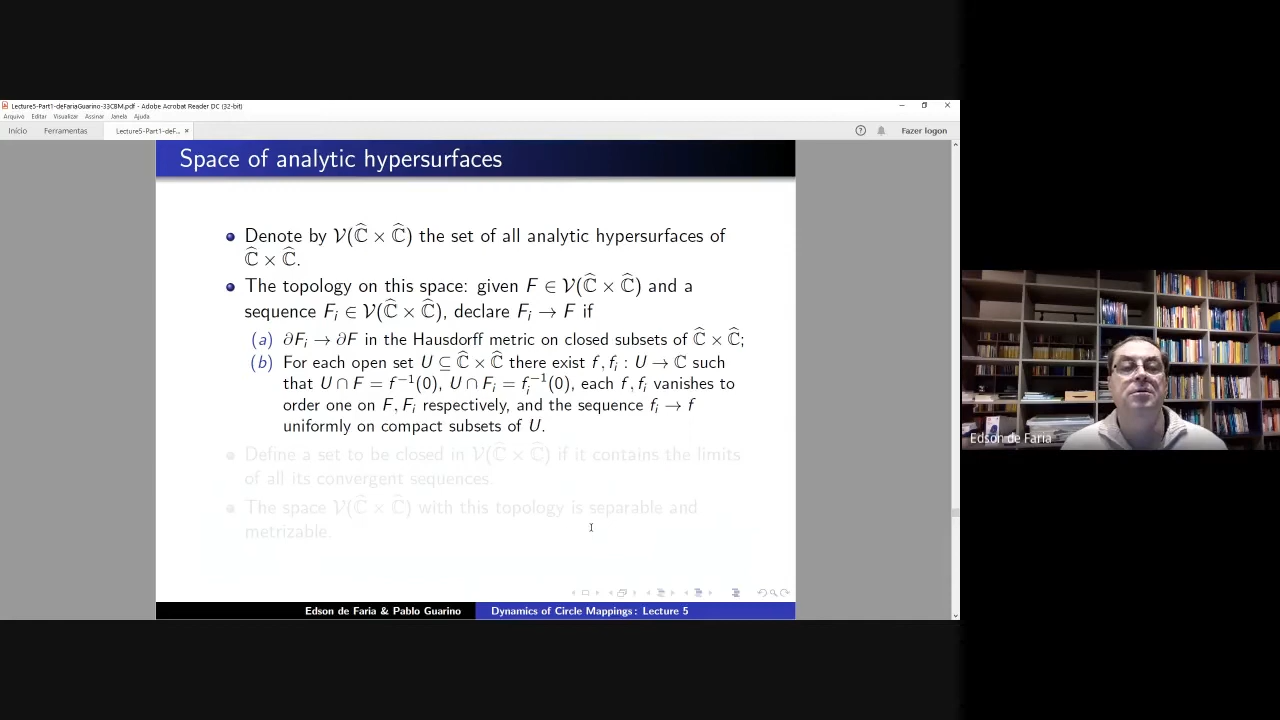 Lecture5-Part1-deFariaGuarino-33CBM.pdf - Adobe Acrobat Reader DC (32-bit)
Arquivo Editar Visualizar Assinar Janela Ajuda
Início Ferramentas Lecture5-Part1-deF... × Fazer logon
Space of analytic hypersurfaces
Denote by 𝒱(Ĉ × Ĉ) the set of all analytic hypersurfaces of
Ĉ × Ĉ.
The topology on this space: given F ∈ 𝒱(Ĉ × Ĉ) and a
sequence Fᵢ ∈ 𝒱(Ĉ × Ĉ), declare Fᵢ → F if
(a) ∂Fᵢ → ∂F in the Hausdorff metric on closed subsets of Ĉ × Ĉ;
(b) For each open set U ⊆ Ĉ × Ĉ there exist f, fᵢ : U → ℂ such
that U ∩ F = f⁻¹(0), U ∩ Fᵢ = fᵢ⁻¹(0), each f, fᵢ vanishes to
order one on F, Fᵢ respectively, and the sequence fᵢ → f
uniformly on compact subsets of U.
Define a set to be closed in 𝒱(Ĉ × Ĉ) if it contains the limits
of all its convergent sequences.
The space 𝒱(Ĉ × Ĉ) with this topology is separable and
metrizable.
Edson de Faria & Pablo Guarino Dynamics of Circle Mappings: Lecture 5
Edson de Faria